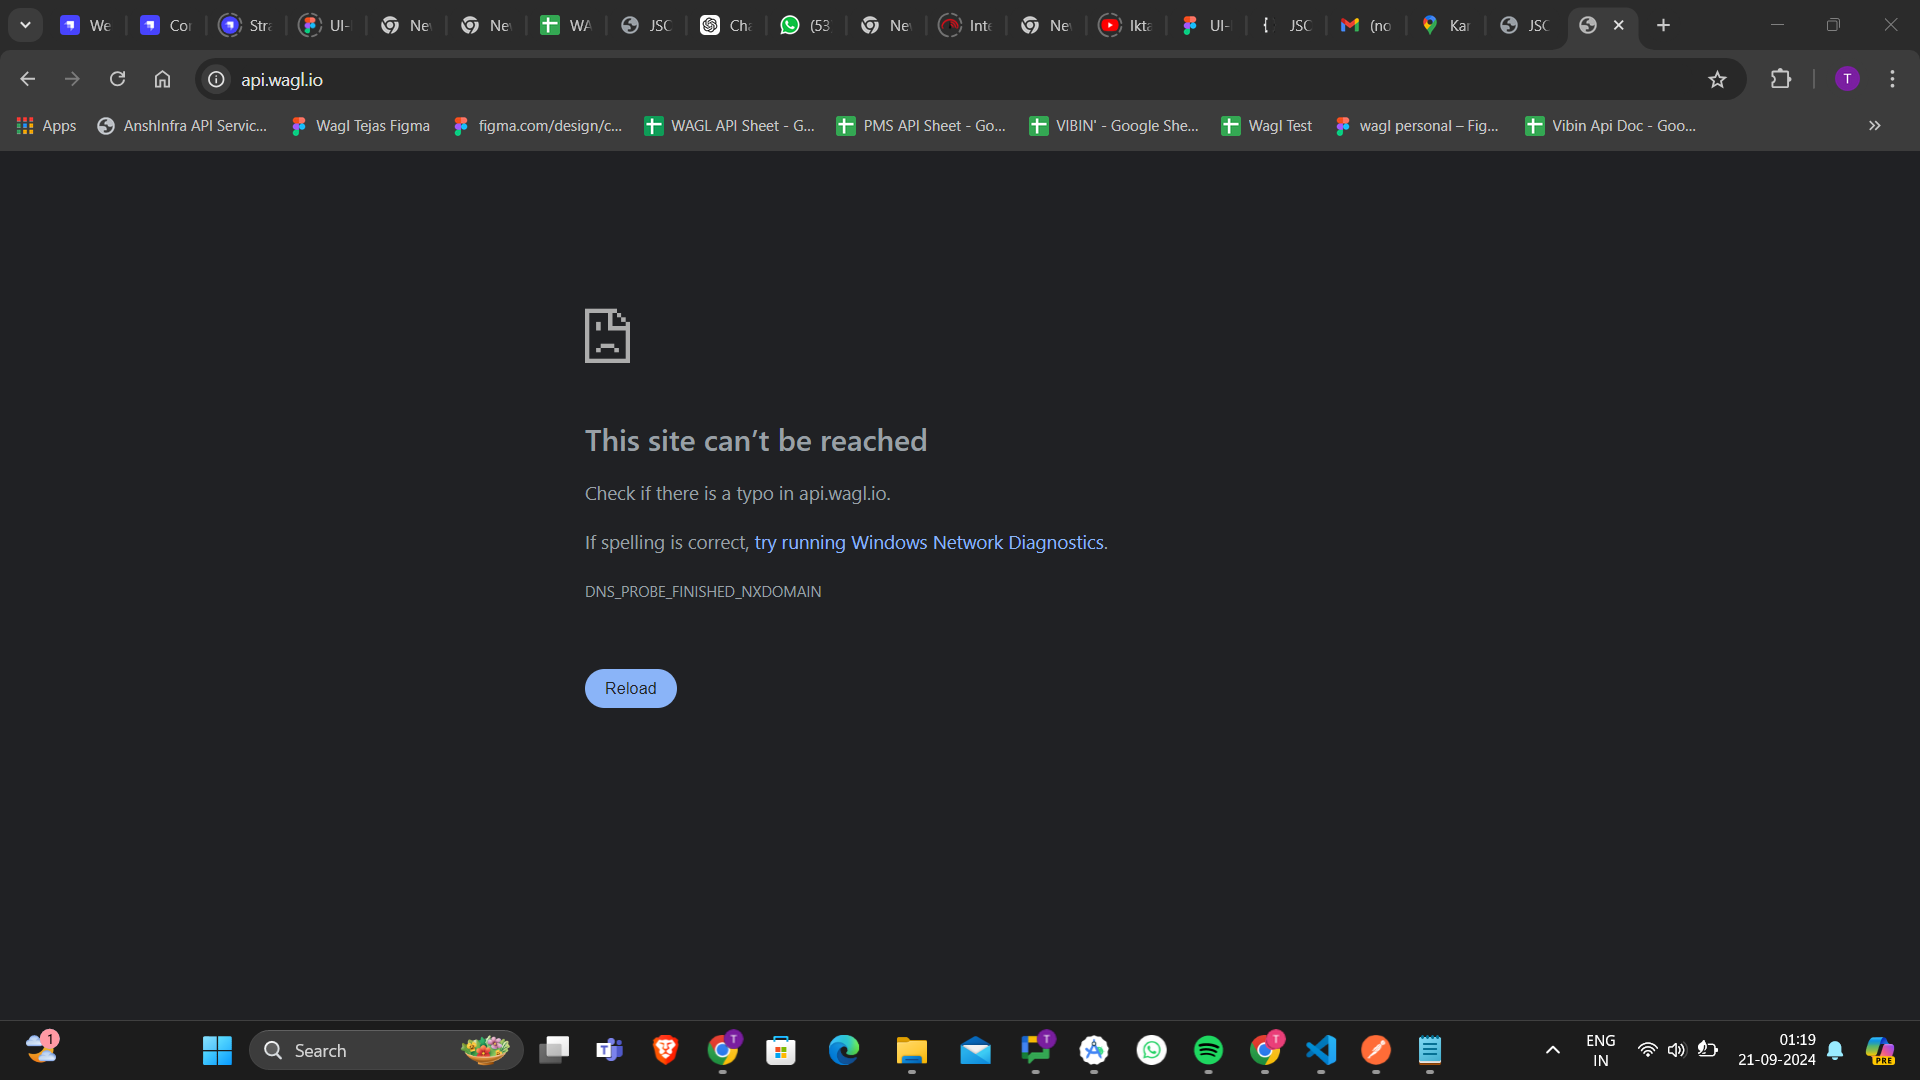 We
Co
Stra
UI-
Ne
Ne
WA
JSC
Cha
(53
Ne
Inte
Ne
Ikta
UI-
JSC
(no
Kar
JSC
api.wagl.io
T
Apps
AnshInfra API Servic...
Wagl Tejas Figma
figma.com/design/c...
WAGL API Sheet - G...
PMS API Sheet - Go...
VIBIN' - Google She...
Wagl Test
wagl personal – Fig...
Vibin Api Doc - Goo...
This site can’t be reached
Check if there is a typo in api.wagl.io.
If spelling is correct, try running Windows Network Diagnostics.
DNS_PROBE_FINISHED_NXDOMAIN
Reload
1
Search
T
T
T
ENG
IN
01:19
21-09-2024
PRE